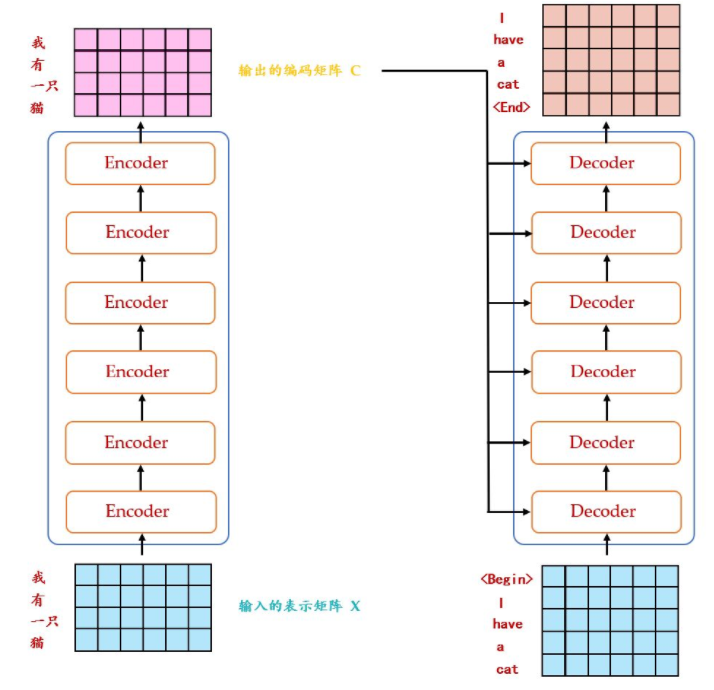 我
有
一只
猫
输出的编码矩阵 C
Encoder
Encoder
Encoder
Encoder
Encoder
Encoder
我
有
一只
猫
输入的表示矩阵 X
I
have
a
cat
<End>
Decoder
Decoder
Decoder
Decoder
Decoder
Decoder
<Begin>
I
have
a
cat